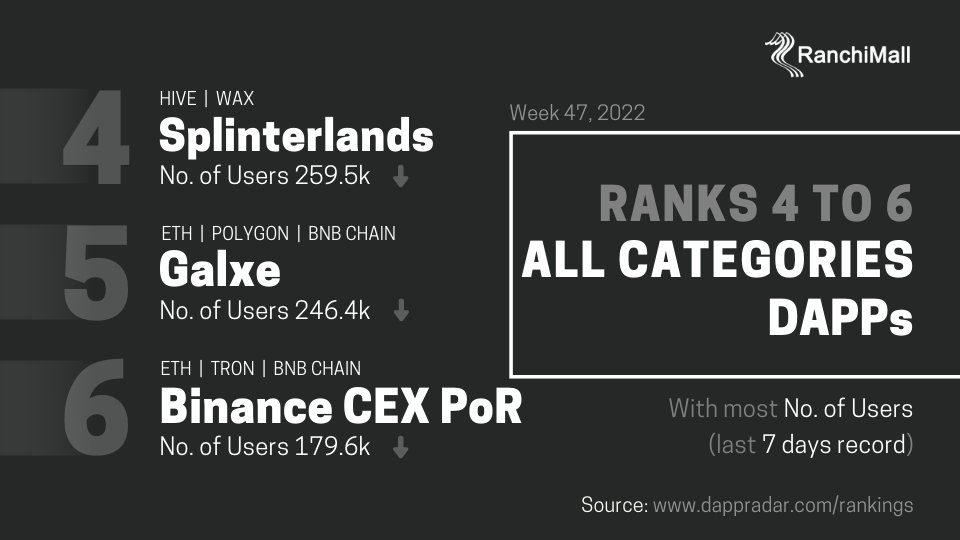 RanchiMall
4
HIVE | WAX
Splinterlands
No. of Users 259.5k
5
ETH | POLYGON | BNB CHAIN
Galxe
No. of Users 246.4k
6
ETH | TRON | BNB CHAIN
Binance CEX PoR
No. of Users 179.6k
Week 47, 2022
RANKS 4 TO 6
ALL CATEGORIES
DAPPs
With most No. of Users
(last 7 days record)
Source: www.dappradar.com/rankings